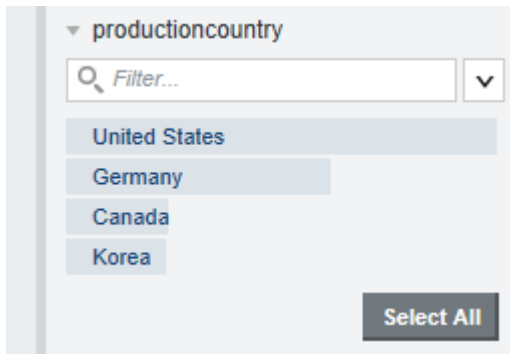 productioncountry
Filter...
United States
Germany
Canada
Korea
Select All